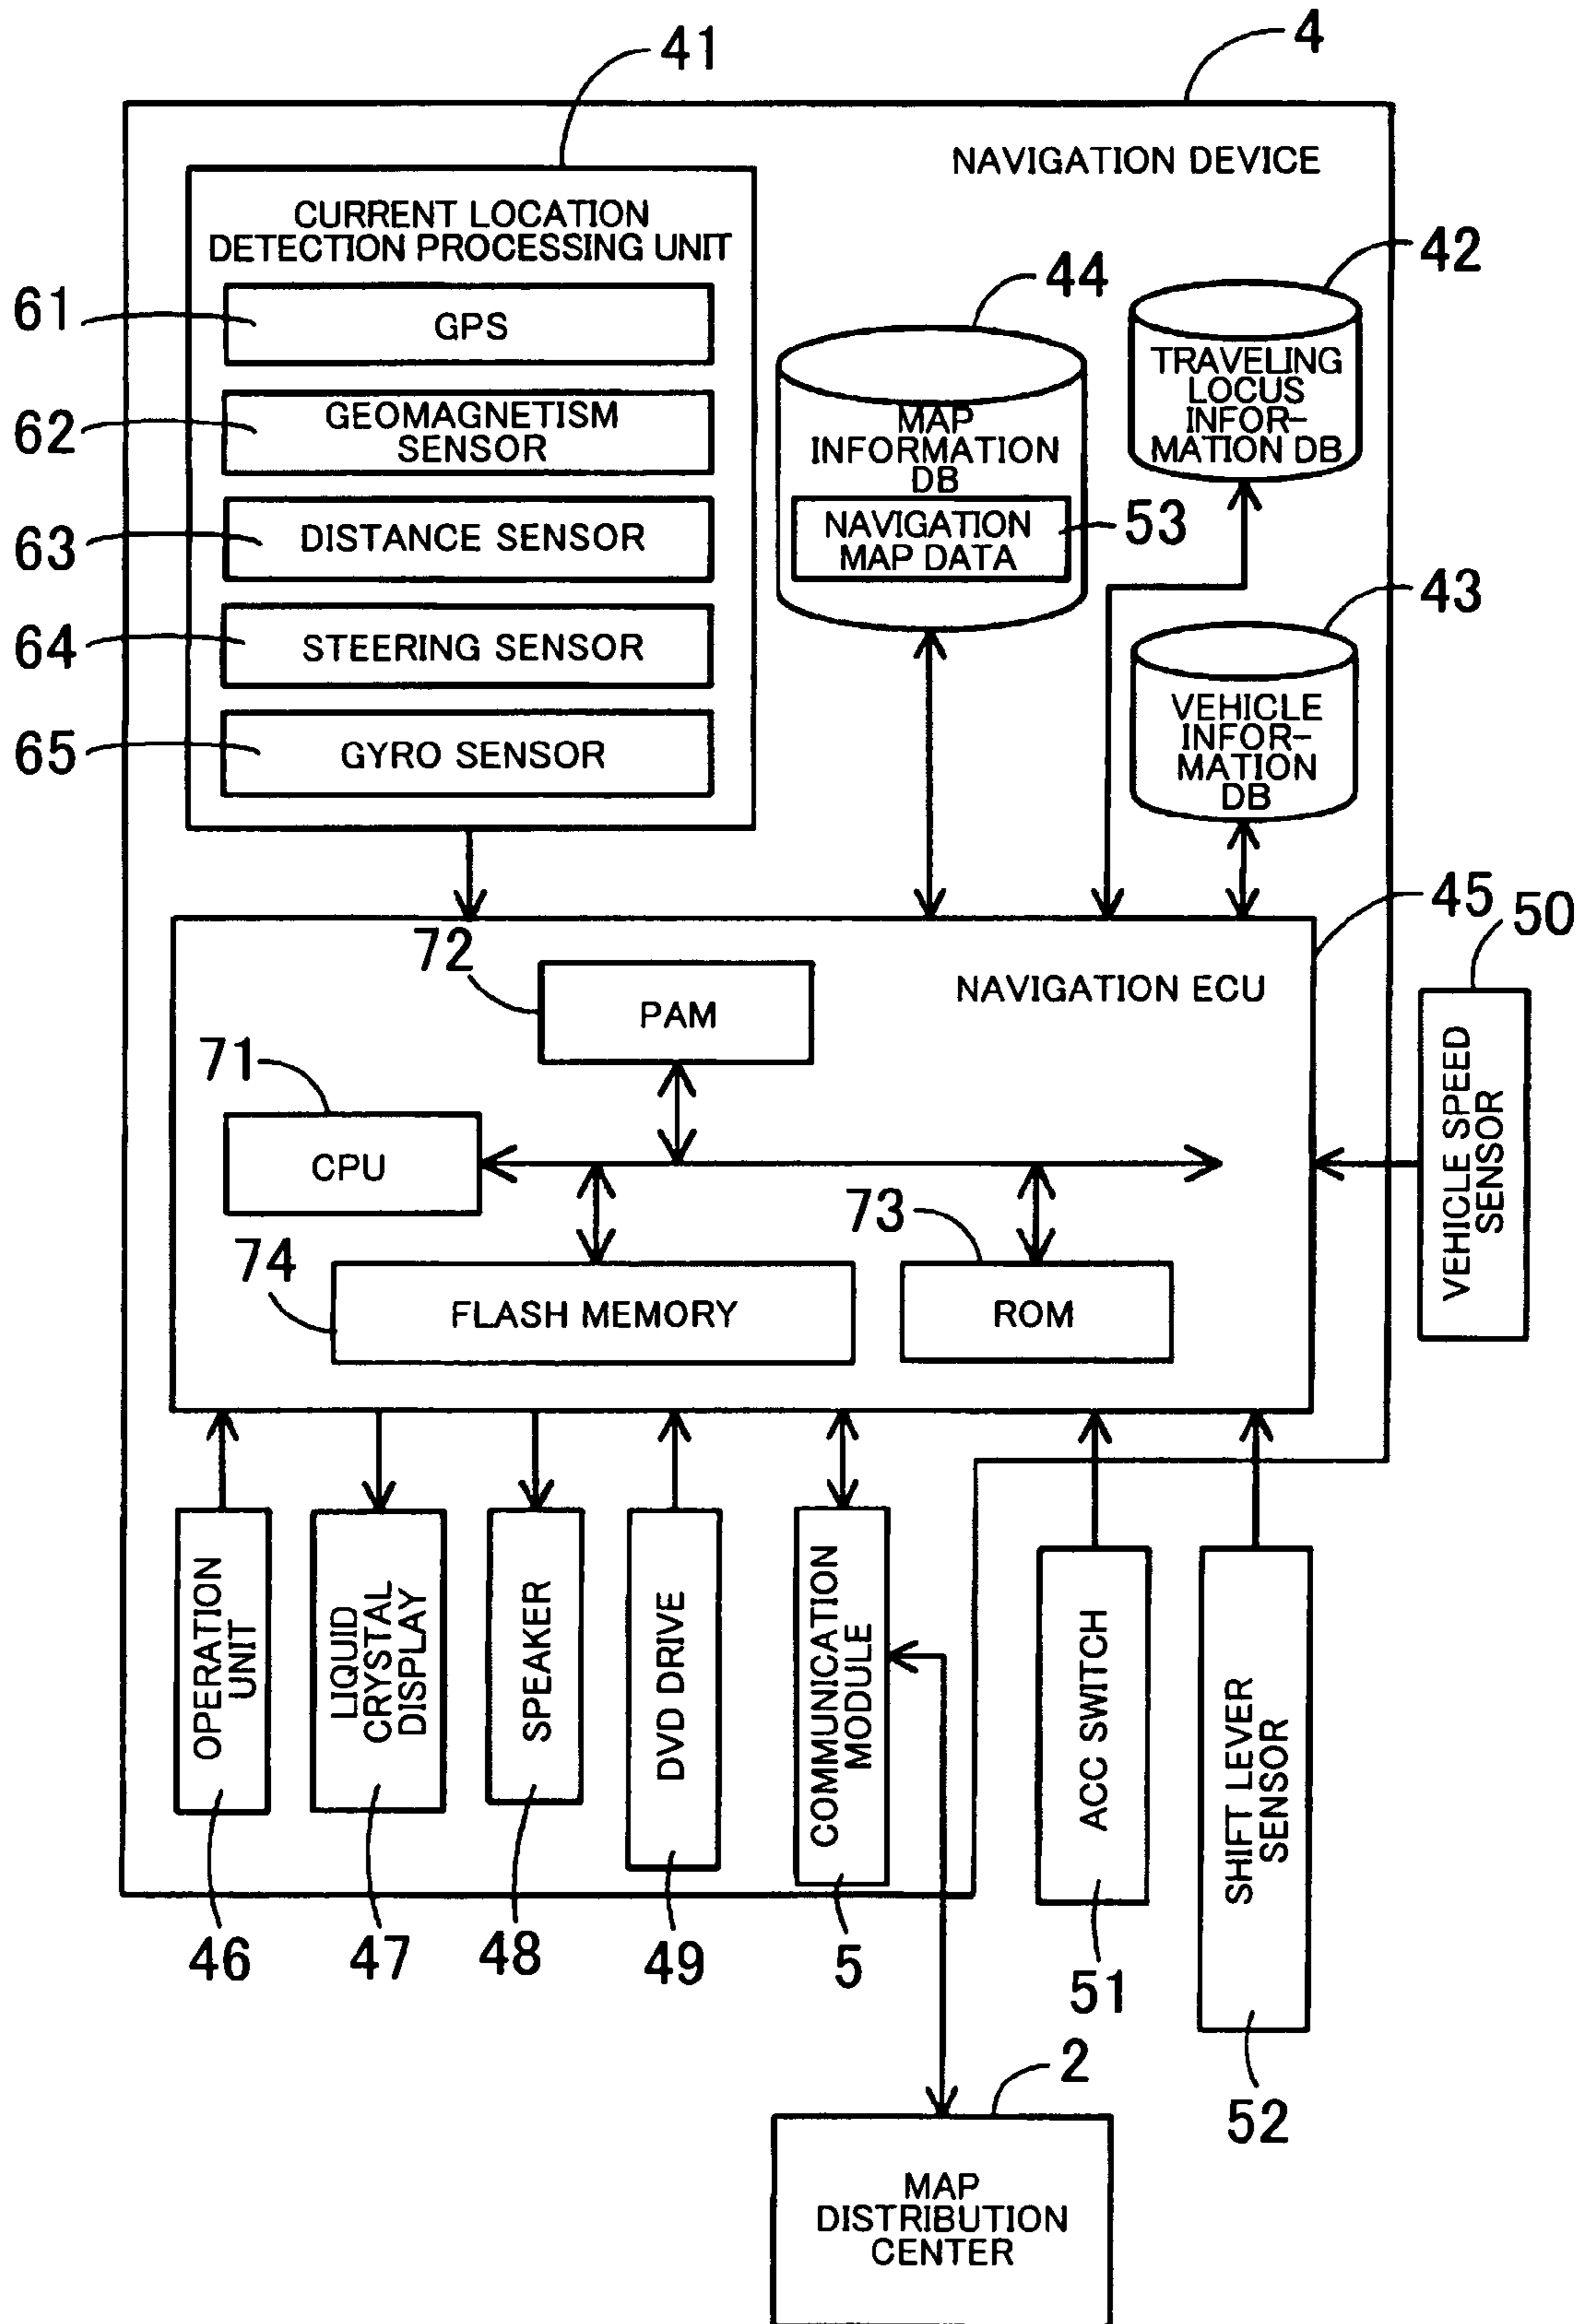 4
41
NAVIGATION DEVICE
CURRENT LOCATION
DETECTION PROCESSING UNIT
61
GPS
62
GEOMAGNETISM
SENSOR
63
DISTANCE SENSOR
64
STEERING SENSOR
65
GYRO SENSOR
44
MAP
INFORMATION
DB
NAVIGATION
MAP DATA
53
42
TRAVELING
LOCUS
INFOR-
MATION DB
43
VEHICLE
INFOR-
MATION
DB
45
50
VEHICLE SPEED
SENSOR
NAVIGATION ECU
72
PAM
71
CPU
73
74
FLASH MEMORY
ROM
OPERATION
UNIT
LIQUID
CRYSTAL
DISPLAY
SPEAKER
DVD DRIVE
COMMUNICATION
MODULE
ACC SWITCH
SHIFT LEVER
SENSOR
46
47
48
49
5
51
52
2
MAP
DISTRIBUTION
CENTER